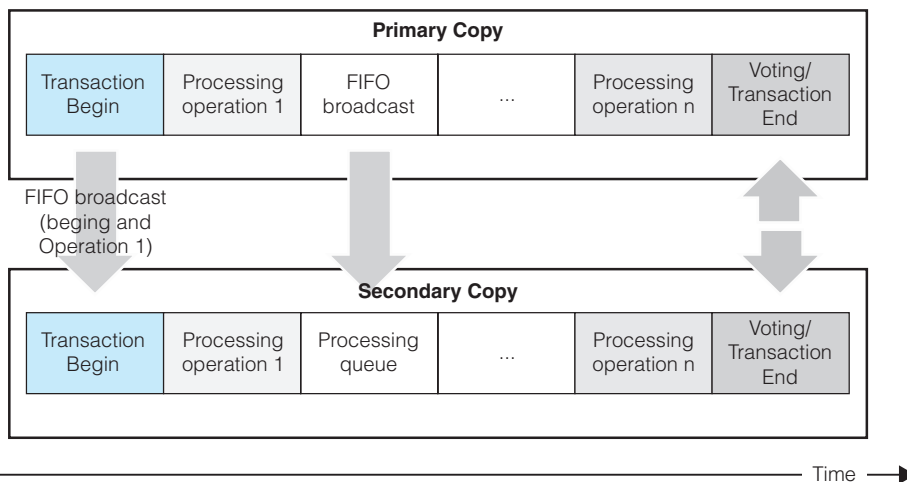 Primary Copy
Transaction
Begin
Processing
operation 1
FIFO
broadcast
...
Processing
operation n
Voting/
Transaction
End
FIFO broadcast
(beging and
Operation 1)
Secondary Copy
Transaction
Begin
Processing
operation 1
Processing
queue
...
Processing
operation n
Voting/
Transaction
End
Time